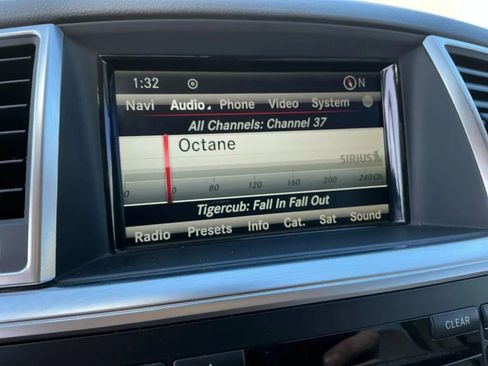 1:32 N
Navi Audio Phone Video System
All Channels: Channel 37
Octane
SIRIUS
0 80 120 160 200 240 Ch
Tigercub: Fall In Fall Out
Radio Presets Info Cat. Sat Sound
CLEAR